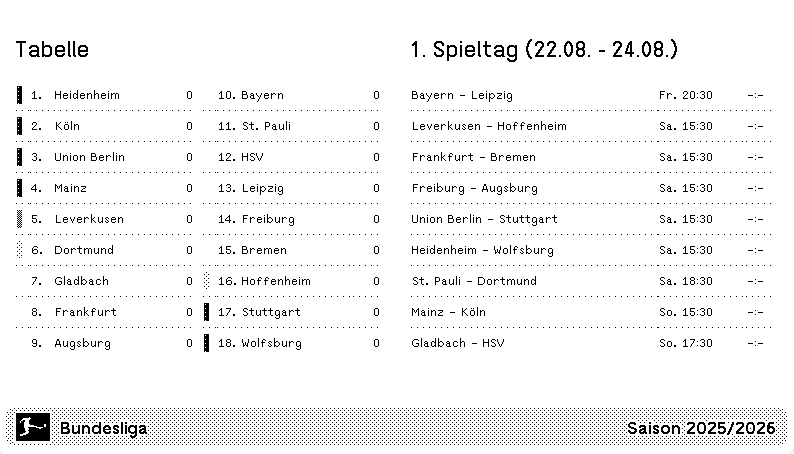 Tabelle
1. Heidenheim 0
2. Köln 0
3. Union Berlin 0
4. Mainz 0
5. Leverkusen 0
6. Dortmund 0
7. Gladbach 0
8. Frankfurt 0
9. Augsburg 0
10. Bayern 0
11. St. Pauli 0
12. HSV 0
13. Leipzig 0
14. Freiburg 0
15. Bremen 0
16. Hoffenheim 0
17. Stuttgart 0
18. Wolfsburg 0
1. Spieltag (22.08. - 24.08.)
Bayern - Leipzig Fr. 20:30 -:-
Leverkusen - Hoffenheim Sa. 15:30 -:-
Frankfurt - Bremen Sa. 15:30 -:-
Freiburg - Augsburg Sa. 15:30 -:-
Union Berlin - Stuttgart Sa. 15:30 -:-
Heidenheim - Wolfsburg Sa. 15:30 -:-
St. Pauli - Dortmund Sa. 18:30 -:-
Mainz - Köln So. 15:30 -:-
Gladbach - HSV So. 17:30 -:-
Bundesliga
Saison 2025/2026